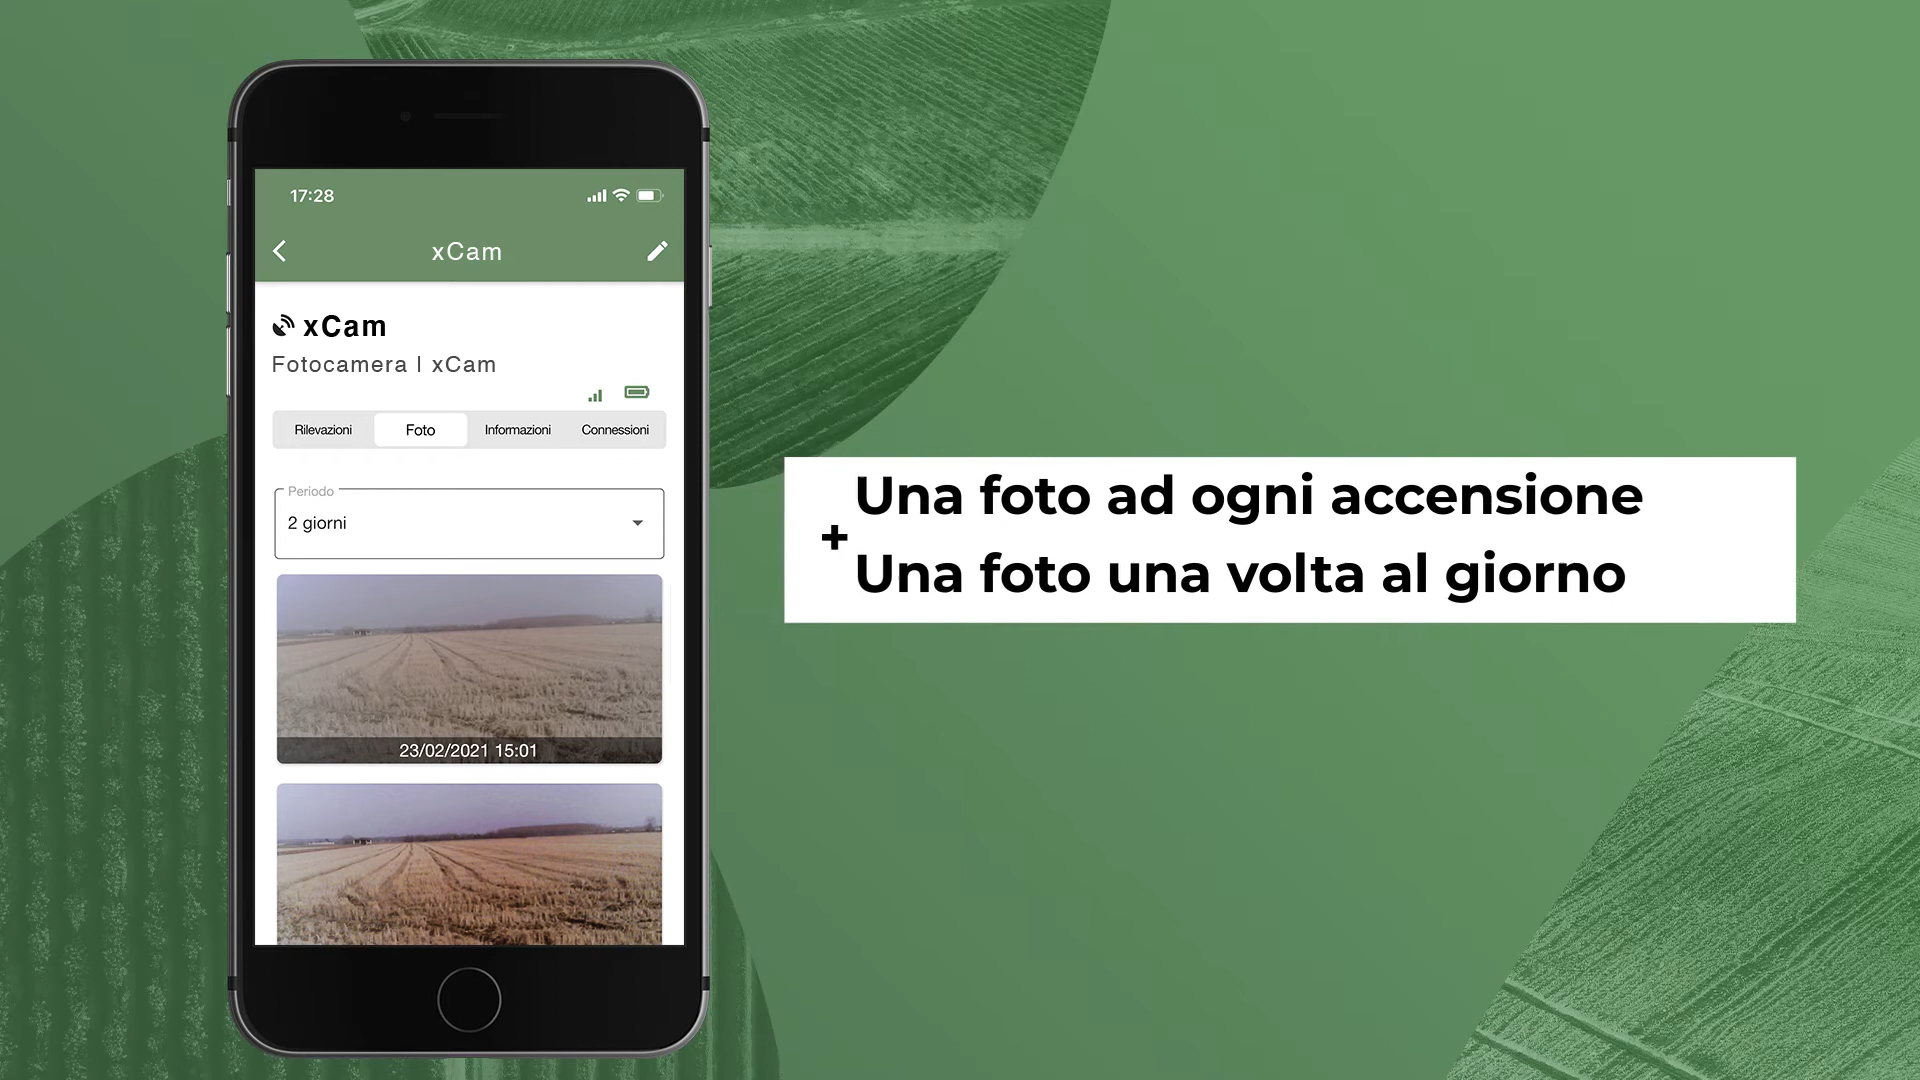 17:28
xCam
xCam
Fotocamera | xCam
Rilevazioni Foto Informazioni Connessioni
Periodo
2 giorni
23/02/2021 15:01
Una foto ad ogni accensione
+
Una foto una volta al giorno